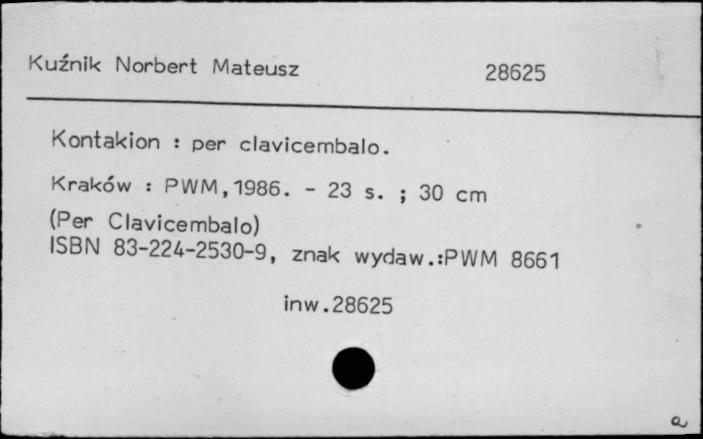 Kuźnik Norbert Mateusz 28625
Kontakion : per clavicembalo.
Kraków : PWM,1986. - 23 s. ; 30 cm
(Per Clavicembalo)
ISBN 83-224-2530-9, znak wydaw.:PWM 8661
inw.28625
a